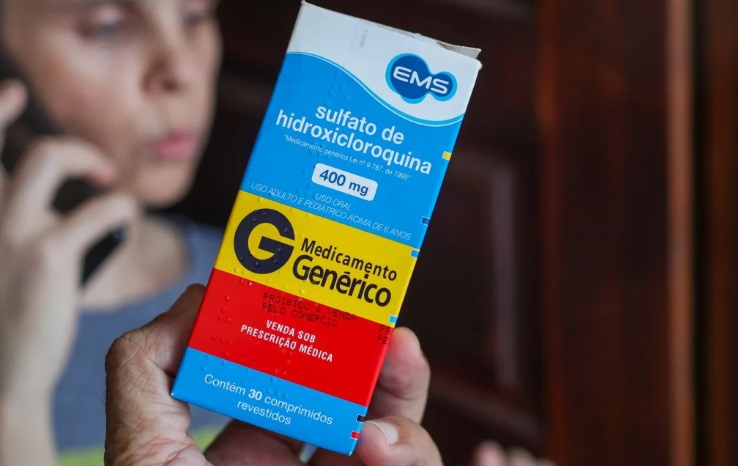 EMS
sulfato de
hidroxicloroquina
"Medicamento genérico Lei nº 9.787, de 1999"
400 mg
USO ORAL
USO ADULTO E PEDIÁTRICO ACIMA DE 6 ANOS
G Medicamento
Genérico
PROIBIDO A VENDA
PELO COMERCIO
VENDA SOB
PRESCRIÇÃO MÉDICA
Contém 30 comprimidos
revestidos